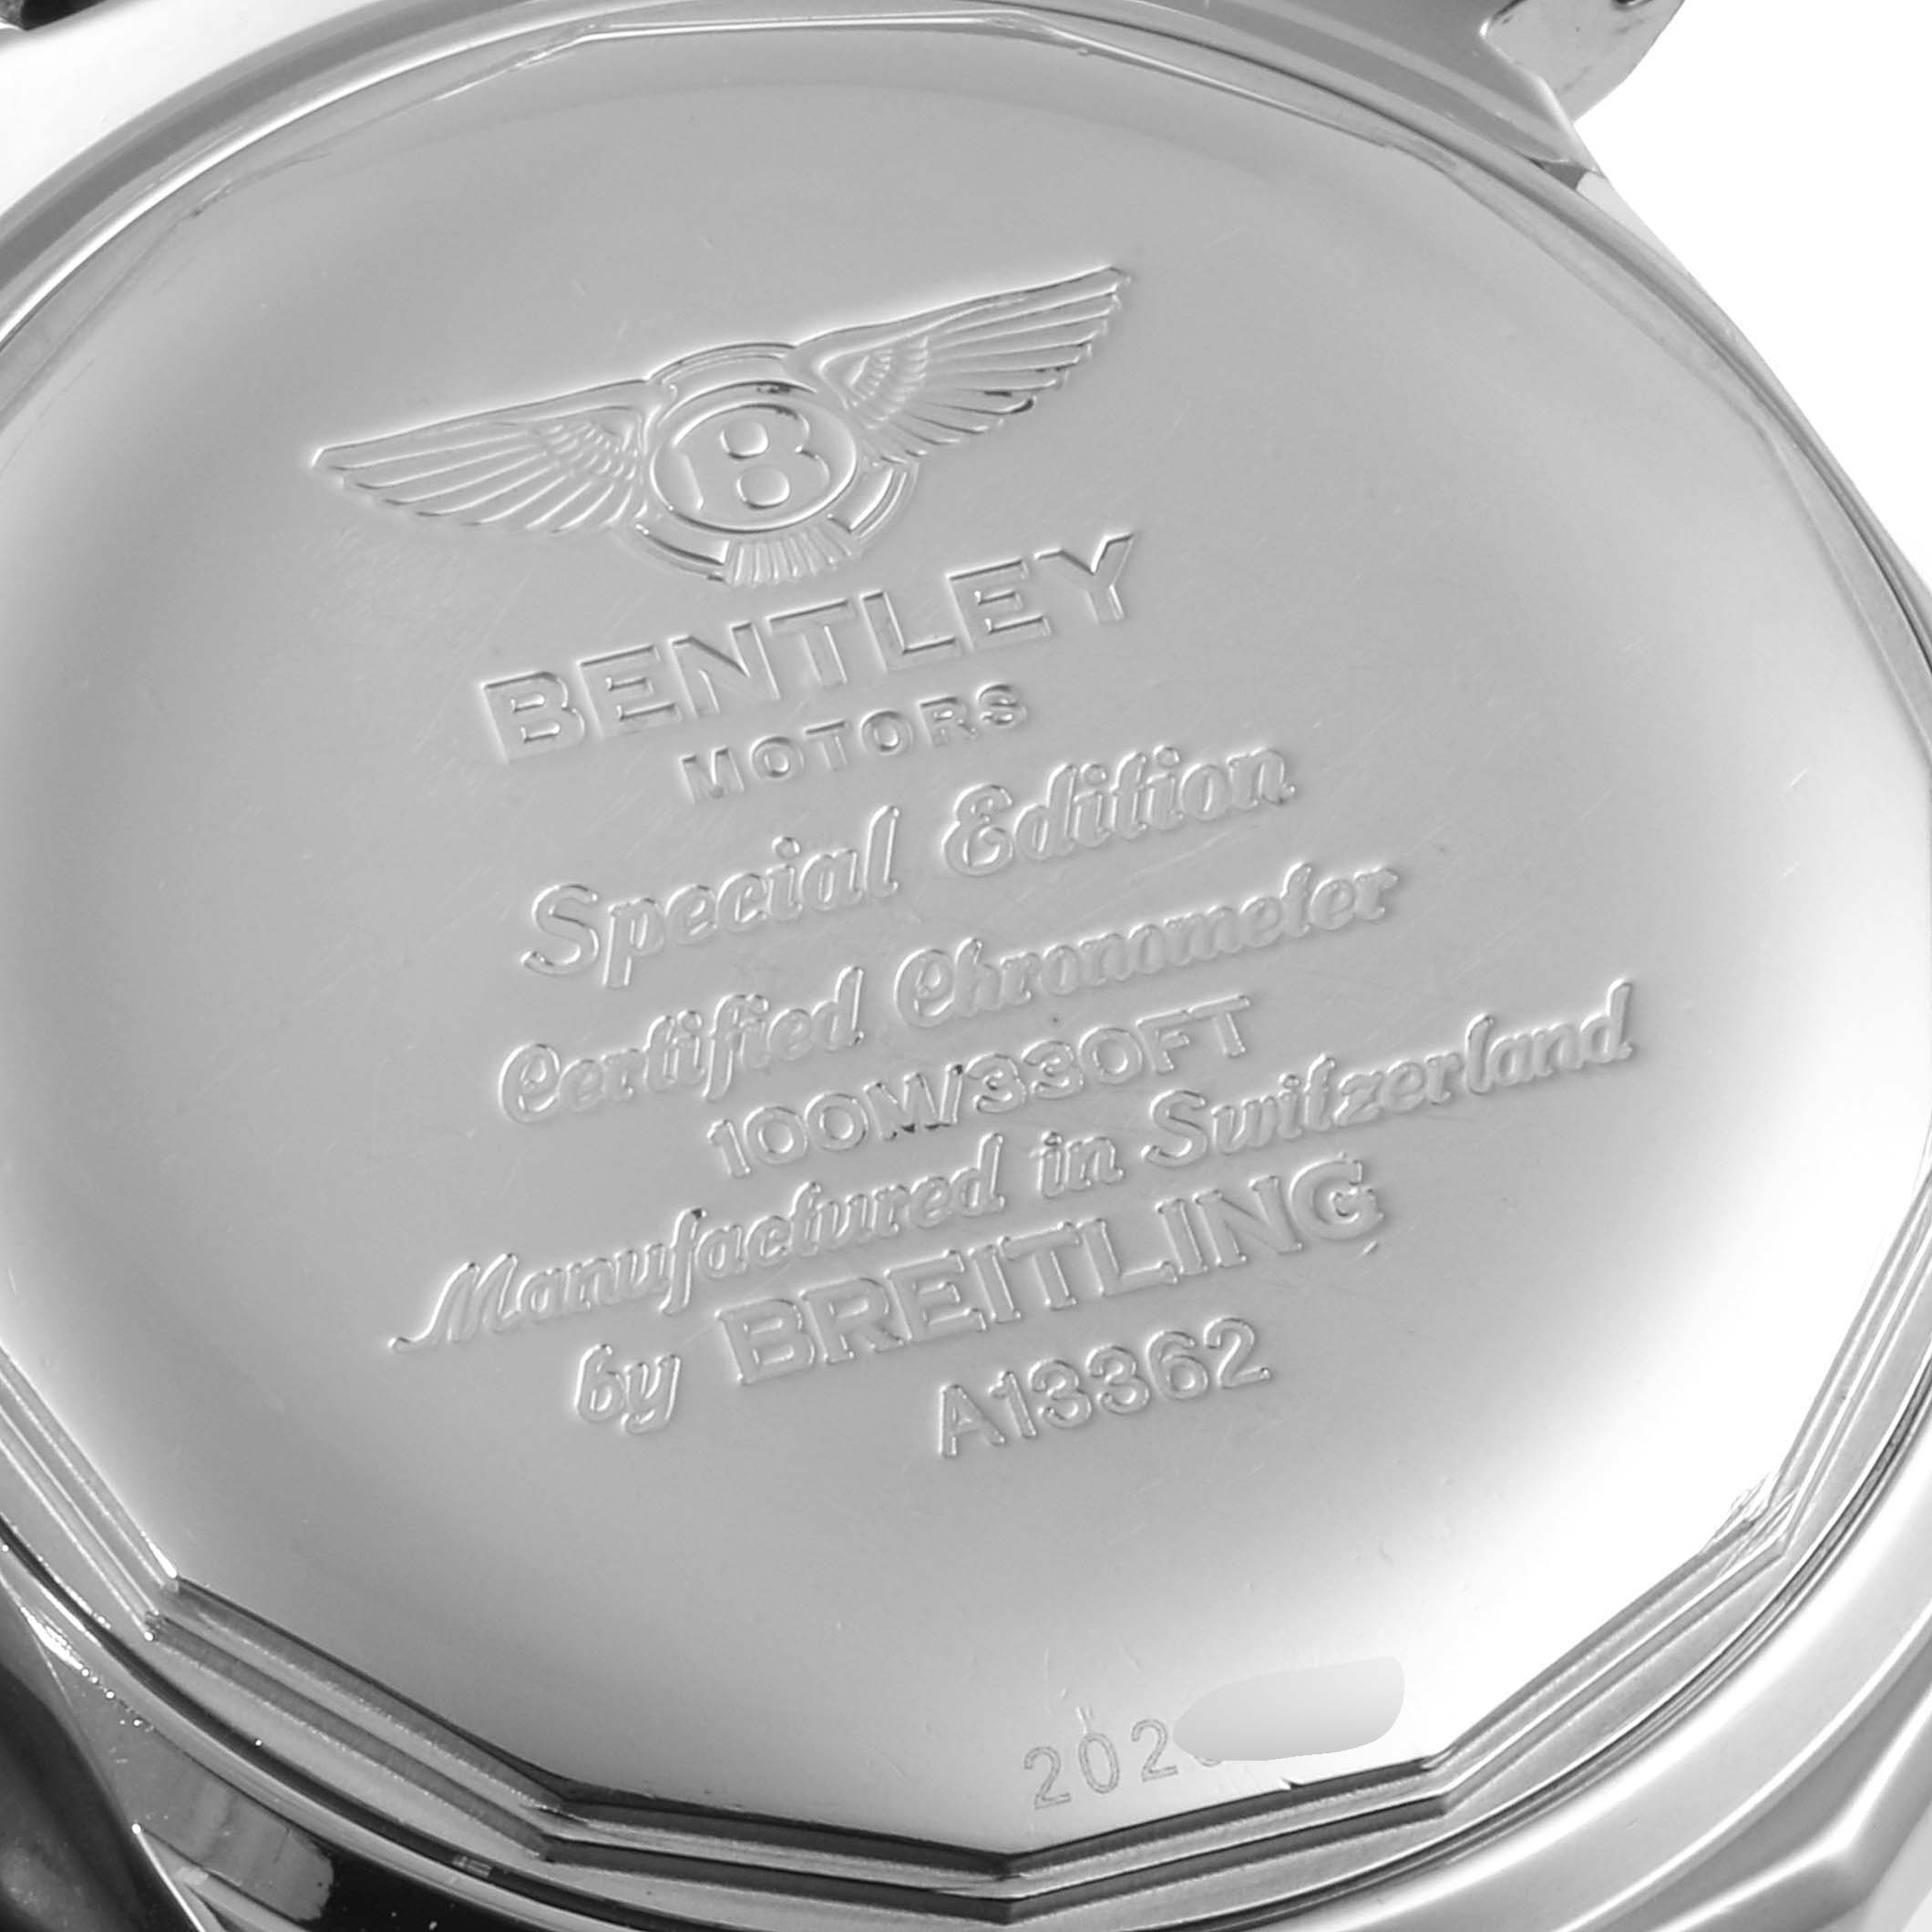 B
BENTLEY
MOTORS
Special Edition
Certified Chronometer
100M/330FT
Manufactured in Switzerland
by BREITLING
A13362
202